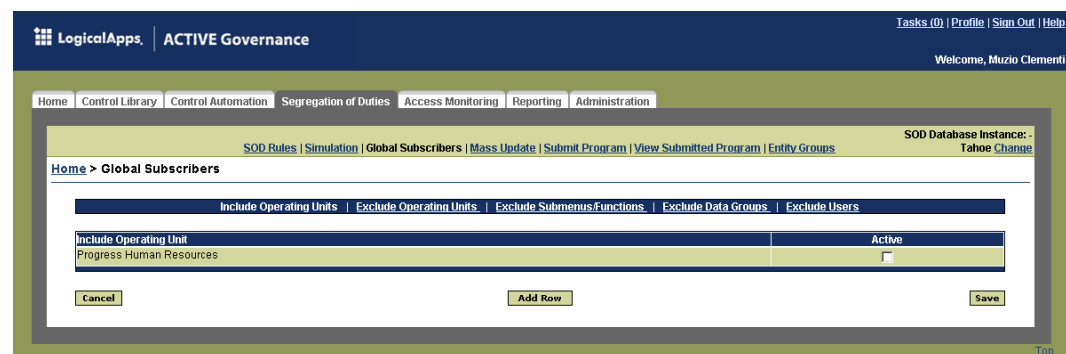 Tasks (0) | Profile | Sign Out | Help
LogicalApps. ACTIVE Governance
Welcome, Muzio Clementi
Home Control Library Control Automation Segregation of Duties Access Monitoring Reporting Administration
SOD Database Instance: -
SOD Rules | Simulation | Global Subscribers | Mass Update | Submit Program | View Submitted Program | Entity Groups Tahoe Change
Home > Global Subscribers
Include Operating Units | Exclude Operating Units | Exclude Submenus/Functions | Exclude Data Groups | Exclude Users
Include Operating Unit Active
Progress Human Resources
Cancel Add Row Save
Top